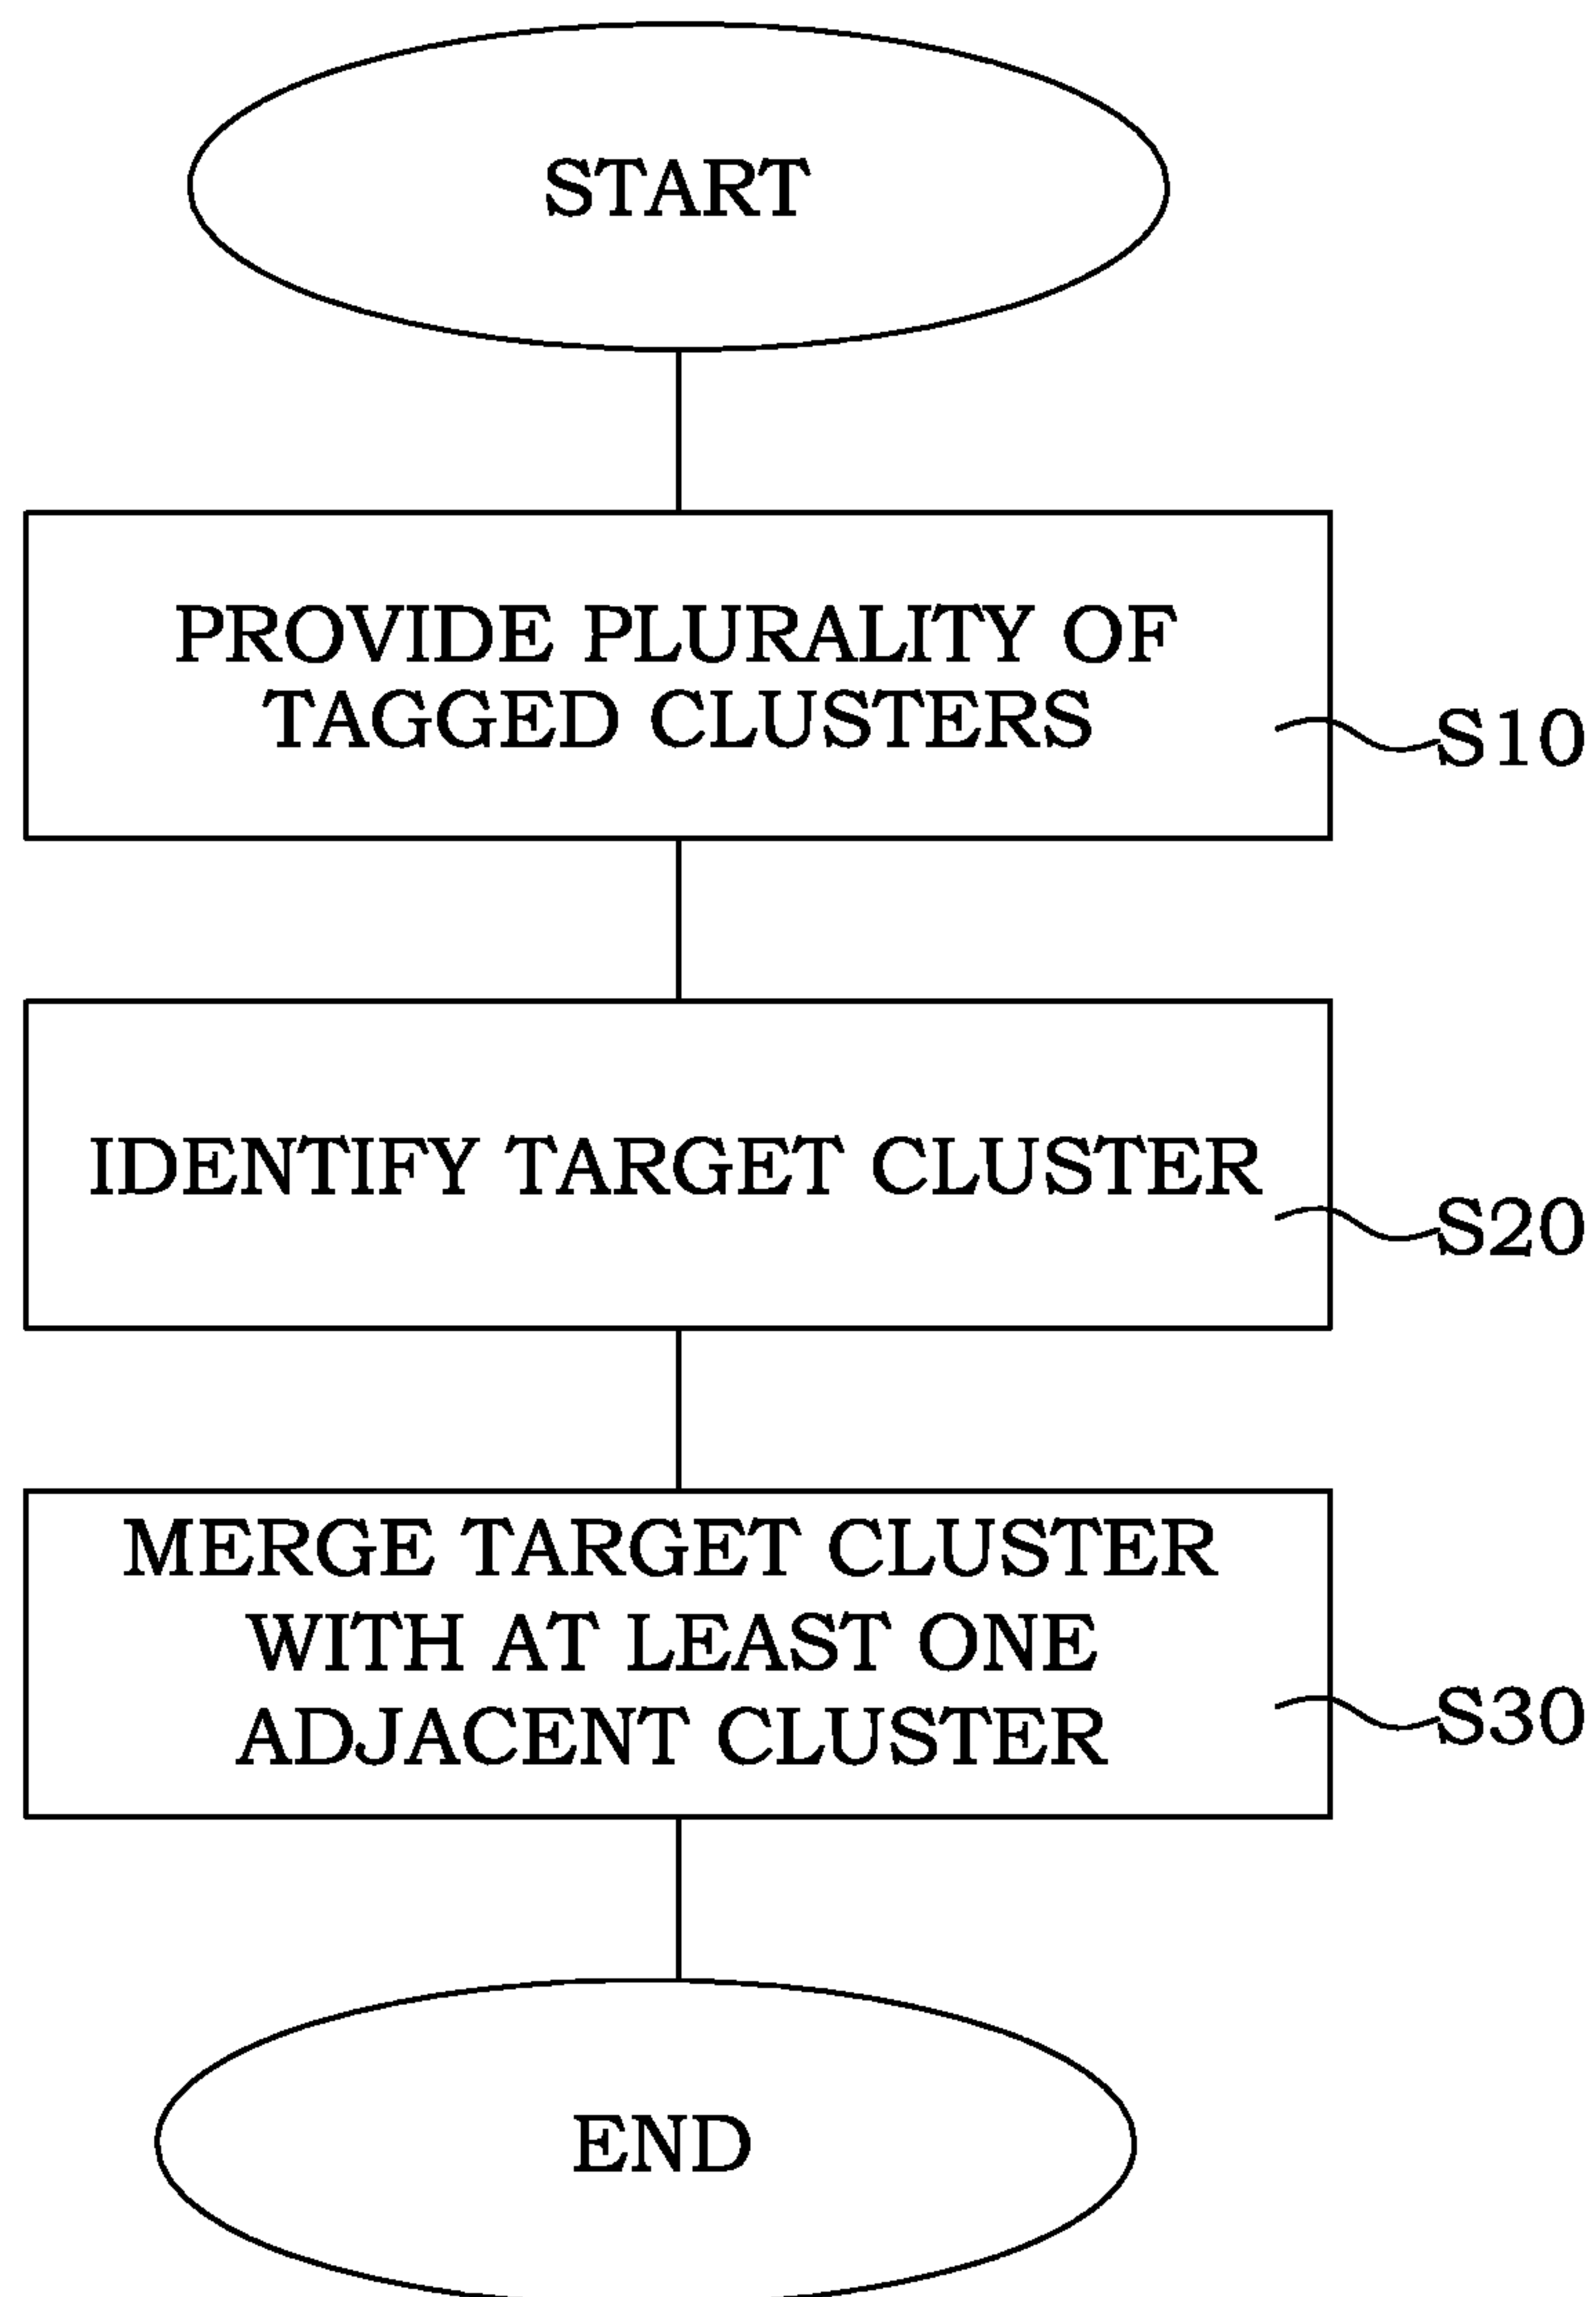 START
PROVIDE PLURALITY OF
TAGGED CLUSTERS
S10
IDENTIFY TARGET CLUSTER
S20
MERGE TARGET CLUSTER
WITH AT LEAST ONE
ADJACENT CLUSTER
S30
END